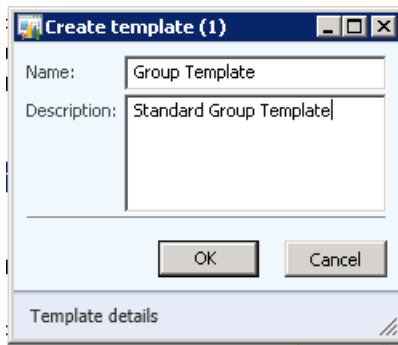 Create template (1)
Name: Group Template
Description: Standard Group Template
OK Cancel
Template details